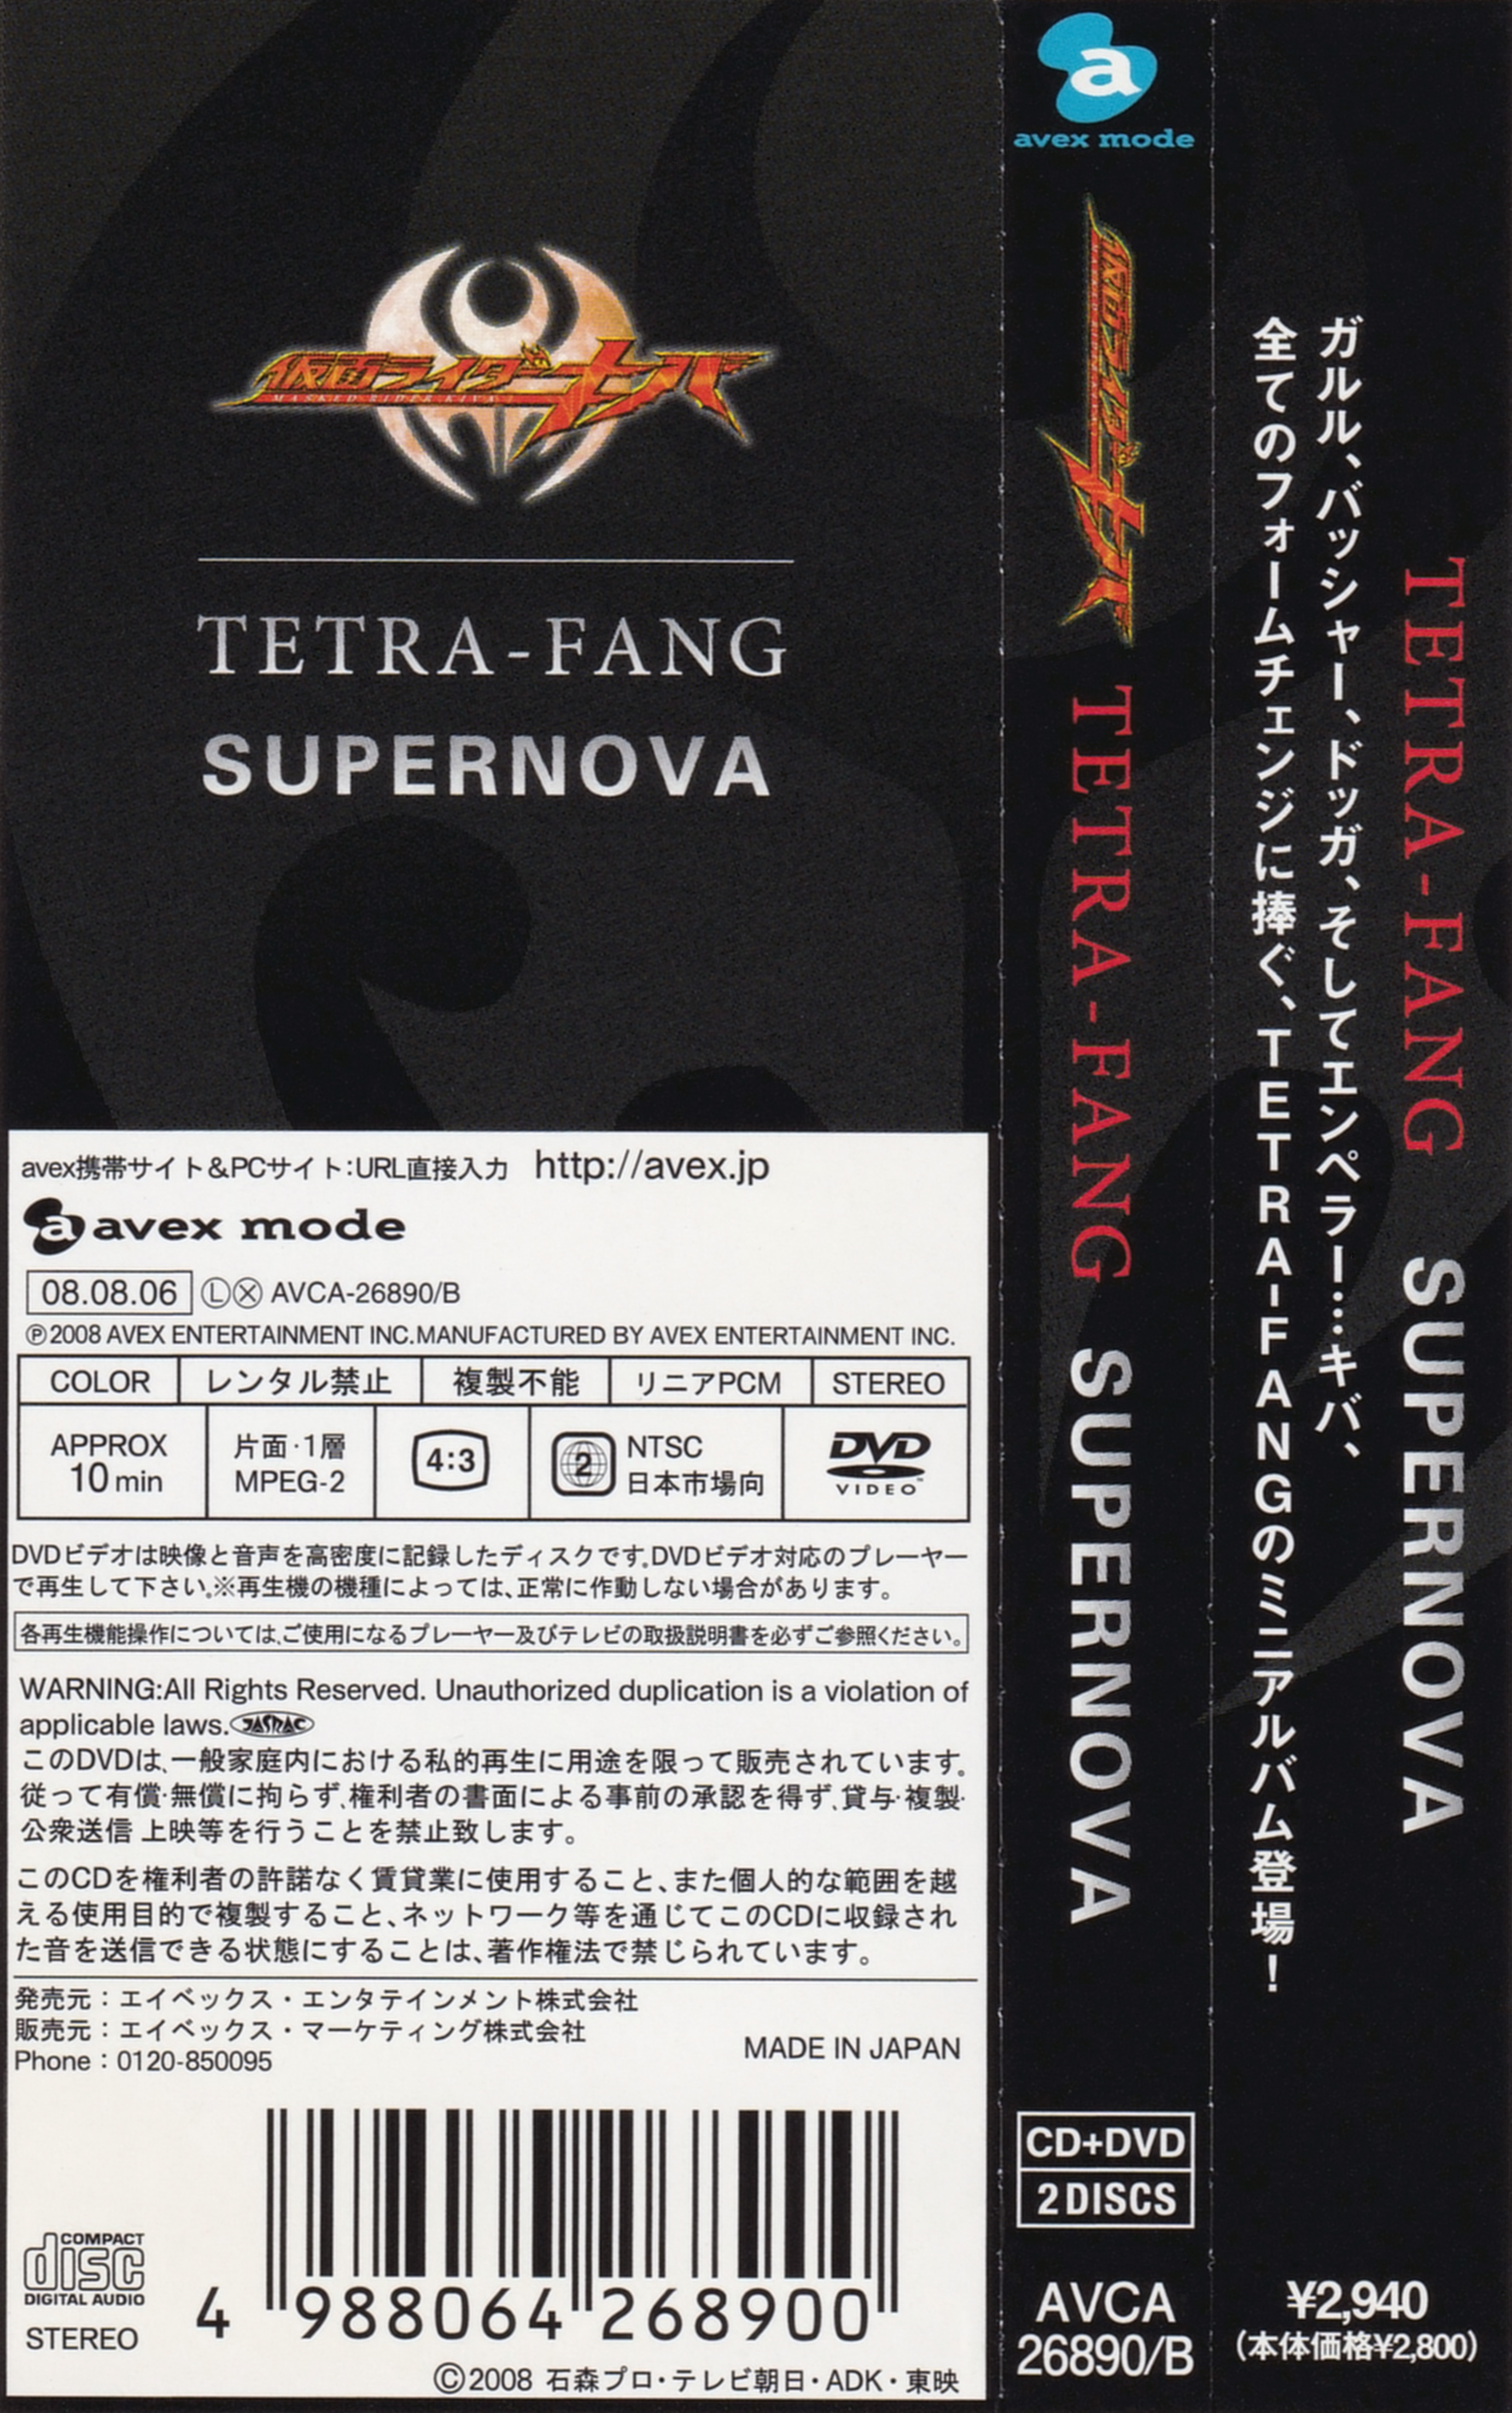 仮面ライダーキバ
MASKED RIDER KIVA
TETRA-FANG
SUPERNOVA
avex携帯サイト&PCサイト:URL直接入力 http://avex.jp
a avex mode
08.08.06 Ⓛⓧ AVCA-26890/B
Ⓟ2008 AVEX ENTERTAINMENT INC.MANUFACTURED BY AVEX ENTERTAINMENT INC.
COLOR レンタル禁止 複製不能 リニアPCM STEREO
APPROX 10min 片面・1層 MPEG-2 4:3 2 NTSC 日本市場向 DVD VIDEO
DVDビデオは映像と音声を高密度に記録したディスクです。DVDビデオ対応のプレーヤー
で再生して下さい。※再生機の機種によっては、正常に作動しない場合があります。
各再生機能操作については、ご使用になるプレーヤー及びテレビの取扱説明書を必ずご参照ください。
WARNING:All Rights Reserved. Unauthorized duplication is a violation of
applicable laws. JASRAC
このDVDは、一般家庭内における私的再生に用途を限って販売されています。
従って有償・無償に拘らず、権利者の書面による事前の承認を得ず、貸与・複製・
公衆送信 上映等を行うことを禁止致します。
このCDを権利者の許諾なく賃貸業に使用すること、また個人的な範囲を越
える使用目的で複製すること、ネットワーク等を通じてこのCDに収録され
た音を送信できる状態にすることは、著作権法で禁じられています。
発売元：エイベックス・エンタテインメント株式会社
販売元：エイベックス・マーケティング株式会社
Phone：0120-850095
MADE IN JAPAN
COMPACT disc DIGITAL AUDIO
STEREO
4 988064 268900
©2008 石森プロ・テレビ朝日・ADK・東映
a
avex mode
仮面ライダーキバ
TETRA-FANG SUPERNOVA
CD+DVD
2DISCS
AVCA
26890/B
TETRA-FANG SUPERNOVA
ガルル、バッシャー、ドッガ、そしてエンペラー…キバ、
全てのフォームチェンジに捧ぐ、TETRA-FANGのミニアルバム登場！
¥2,940
(本体価格¥2,800)